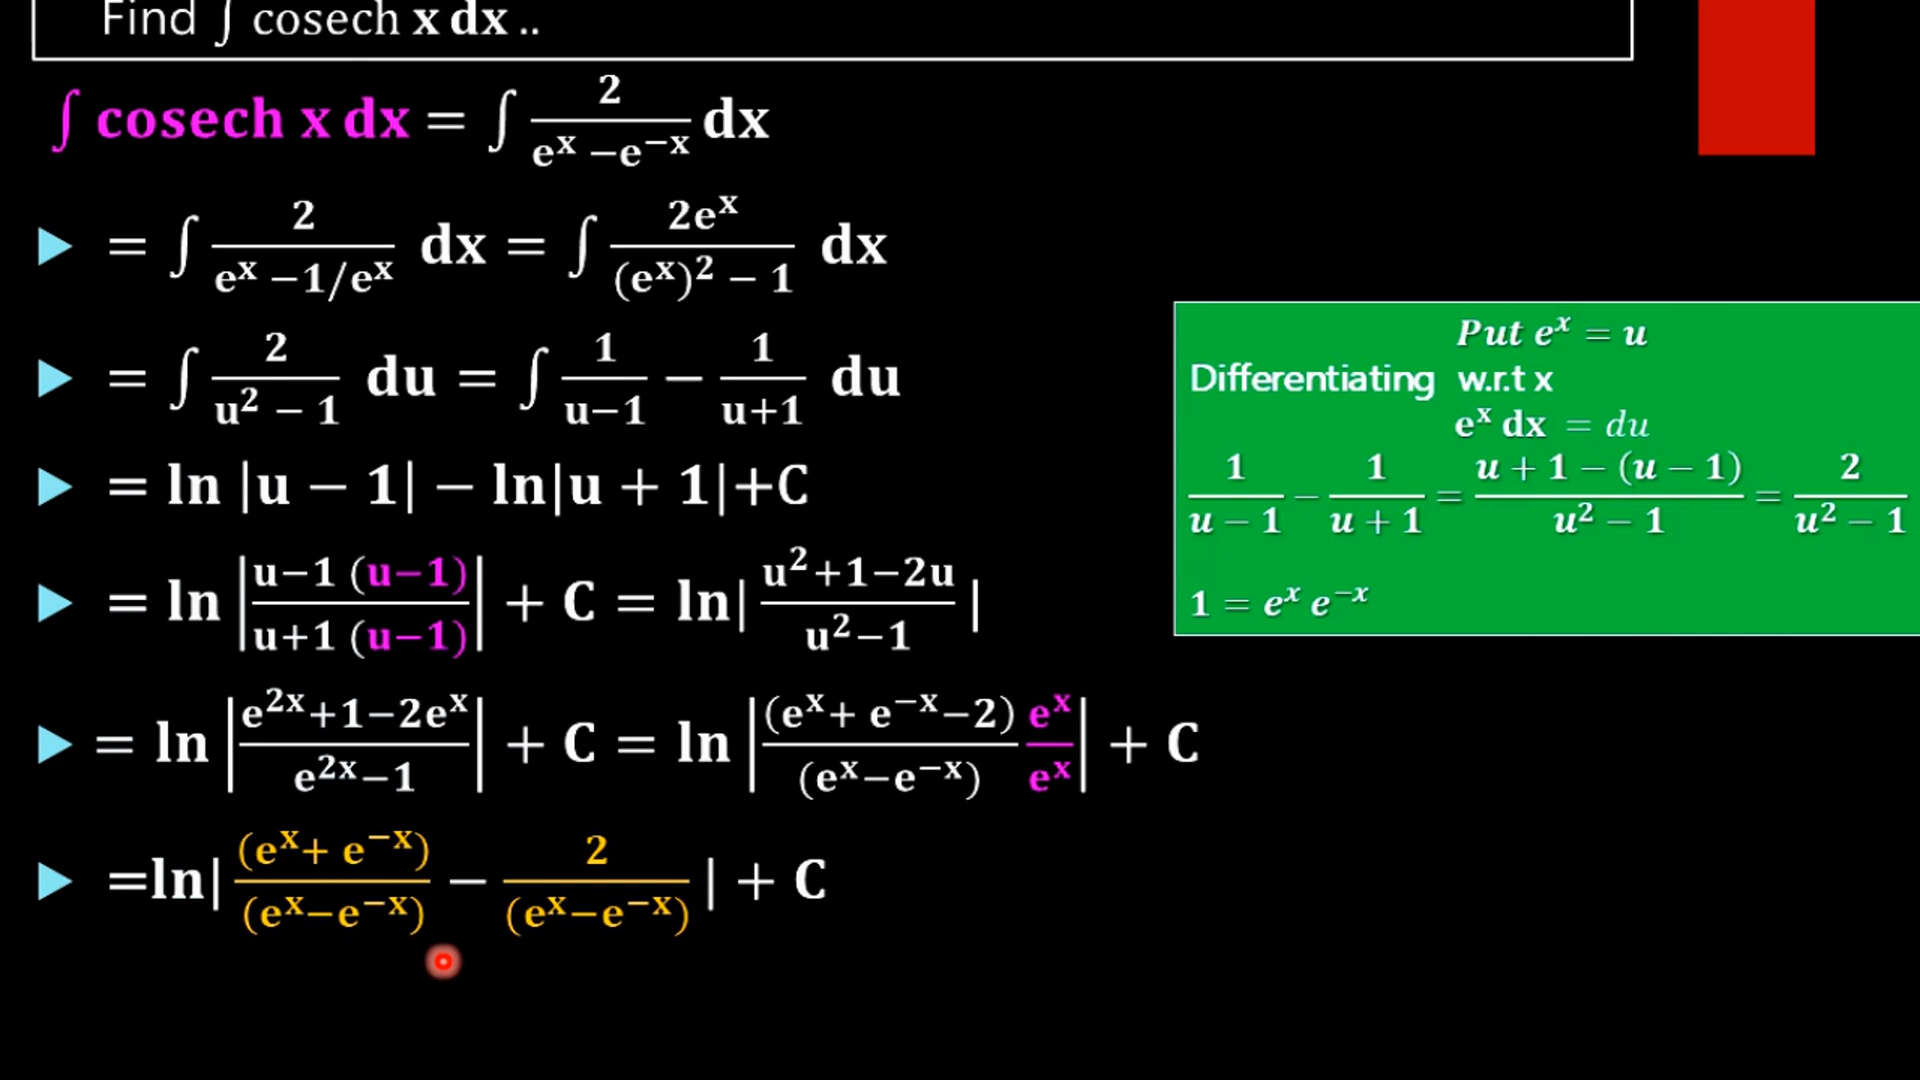 Find ∫ cosech x dx ..
∫ cosech x dx = ∫ 2/(eˣ −e⁻ˣ) dx
= ∫ 2/(eˣ −1/eˣ) dx = ∫ 2eˣ/((eˣ)² − 1) dx
= ∫ 2/(u² − 1) du = ∫ 1/(u−1) − 1/(u+1) du
= ln |u − 1| − ln|u + 1|+C
= ln |u−1 (u−1)/u+1 (u−1)| + C = ln| (u²+1−2u)/(u²−1) |
= ln |(e²ˣ+1−2eˣ)/(e²ˣ−1)| + C = ln |(eˣ+ e⁻ˣ−2)/(eˣ−e⁻ˣ) eˣ/eˣ| + C
=ln| (eˣ+ e⁻ˣ)/(eˣ−e⁻ˣ) − 2/(eˣ−e⁻ˣ) | + C
Put eˣ = u
Differentiating w.r.t x
eˣ dx = du
1/(u − 1) − 1/(u + 1) = (u + 1 − (u − 1))/(u² − 1) = 2/(u² − 1)
1 = eˣ e⁻ˣ